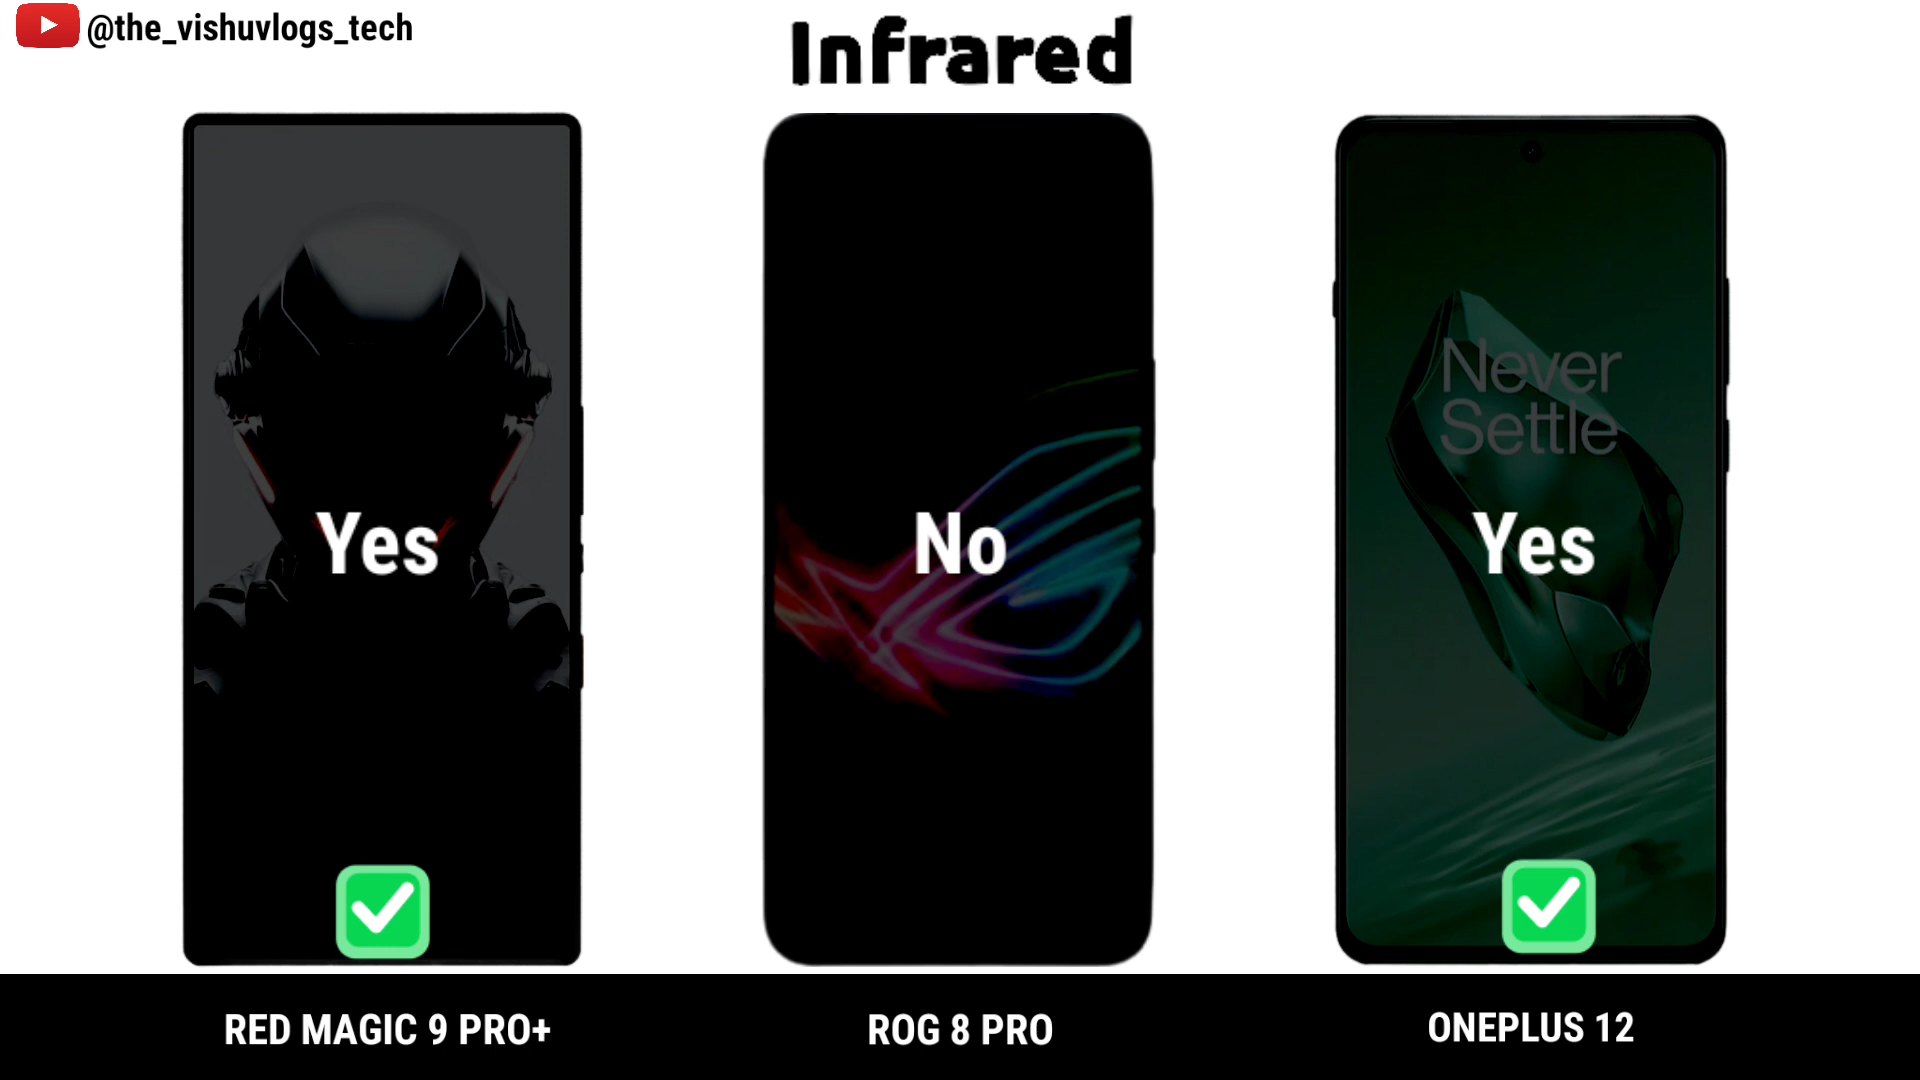 @the_vishuvlogs_tech
Infrared
Never
Settle
Yes
No
Yes
RED MAGIC 9 PRO+
ROG 8 PRO
ONEPLUS 12